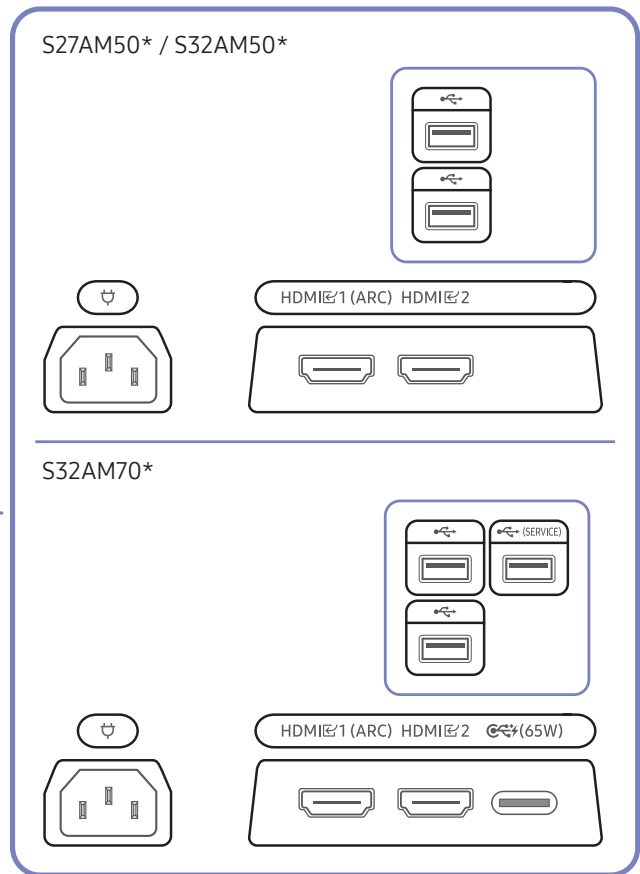 S27AM50* / S32AM50*
HDMI 1 (ARC) HDMI 2
S32AM70*
(SERVICE)
HDMI 1 (ARC) HDMI 2 (65W)